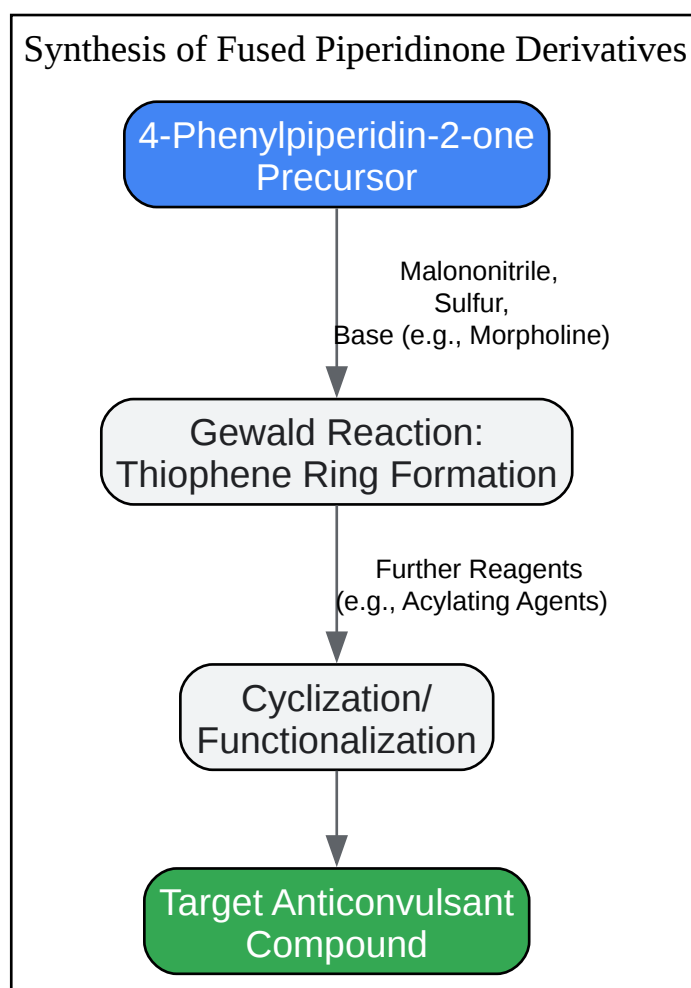 Synthesis of Fused Piperidinone Derivatives
4-Phenylpiperidin-2-one
Precursor
Malononitrile,
Sulfur,
Base (e.g., Morpholine)
Gewald Reaction:
Thiophene Ring Formation
Further Reagents
(e.g., Acylating Agents)
Cyclization/
Functionalization
Target Anticonvulsant
Compound